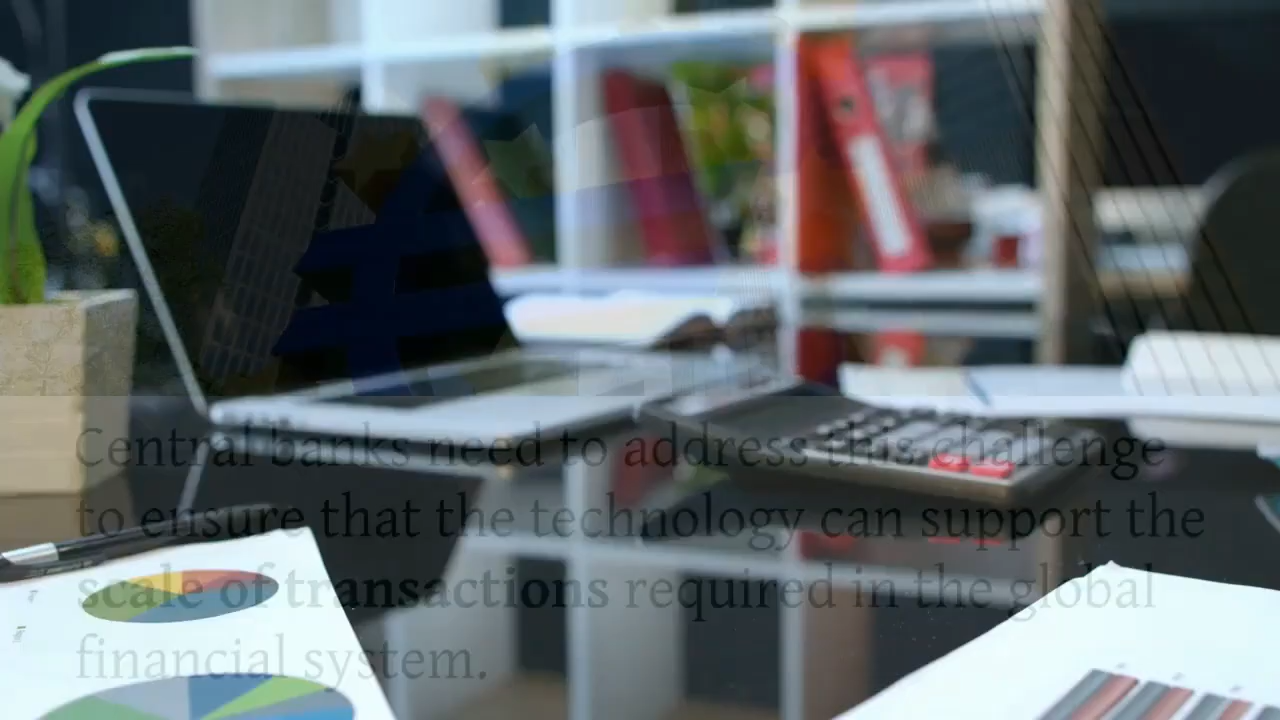 Central banks need to address this challenge
to ensure that the technology can support the
scale of transactions required in the global
financial system.